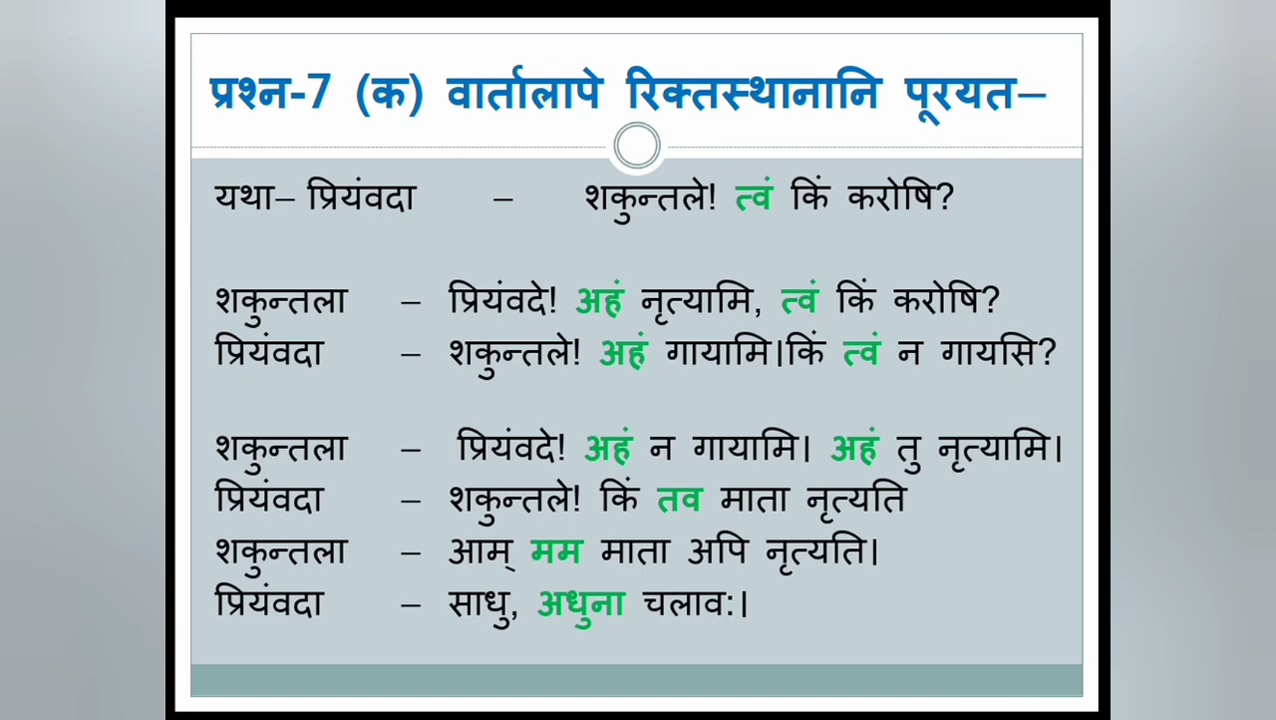 प्रश्न-7 (क) वार्तालापे रिक्तस्थानानि पूरयत–
यथा– प्रियंवदा – शकुन्तले! त्वं किं करोषि?
शकुन्तला – प्रियंवदे! अहं नृत्यामि, त्वं किं करोषि?
प्रियंवदा – शकुन्तले! अहं गायामि।किं त्वं न गायसि?
शकुन्तला – प्रियंवदे! अहं न गायामि। अहं तु नृत्यामि।
प्रियंवदा – शकुन्तले! किं तव माता नृत्यति
शकुन्तला – आम् मम माता अपि नृत्यति।
प्रियंवदा – साधु, अधुना चलाव:।